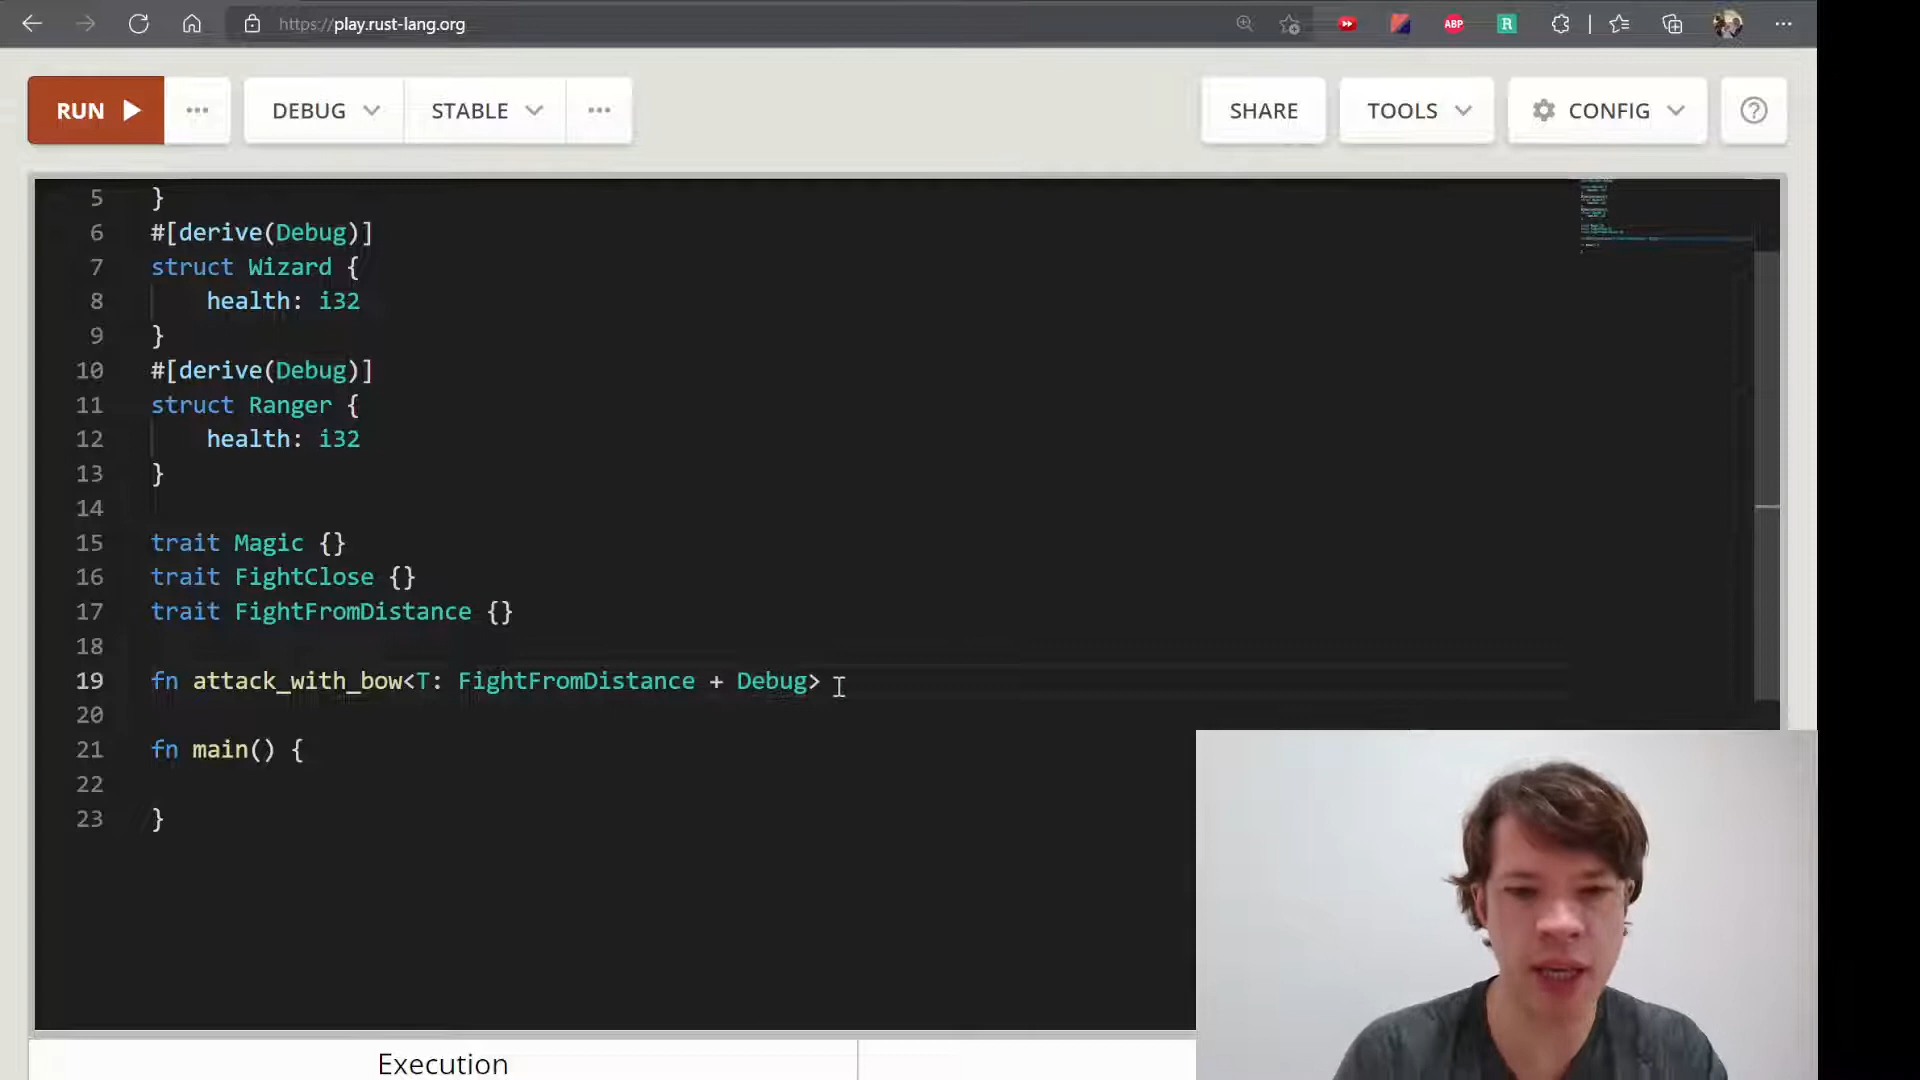 https://play.rust-lang.org
ABP
R
RUN
DEBUG
STABLE
SHARE
TOOLS
CONFIG
?
5 }
6 #[derive(Debug)]
7 struct Wizard {
8 health: i32
9 }
10 #[derive(Debug)]
11 struct Ranger {
12 health: i32
13 }
14
15 trait Magic {}
16 trait FightClose {}
17 trait FightFromDistance {}
18
19 fn attack_with_bow<T: FightFromDistance + Debug>
20
21 fn main() {
22
23 }
Execution